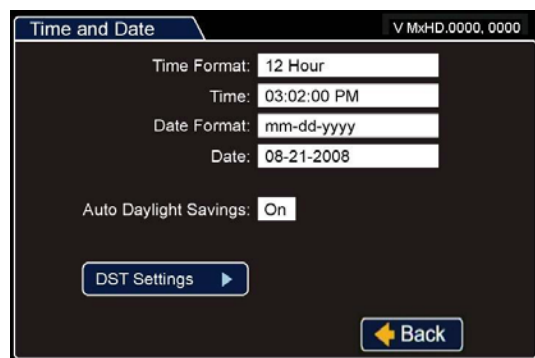 Time and Date V MxHD.0000, 0000
Time Format: 12 Hour
Time: 03:02:00 PM
Date Format: mm-dd-yyyy
Date: 08-21-2008
Auto Daylight Savings: On
DST Settings
Back